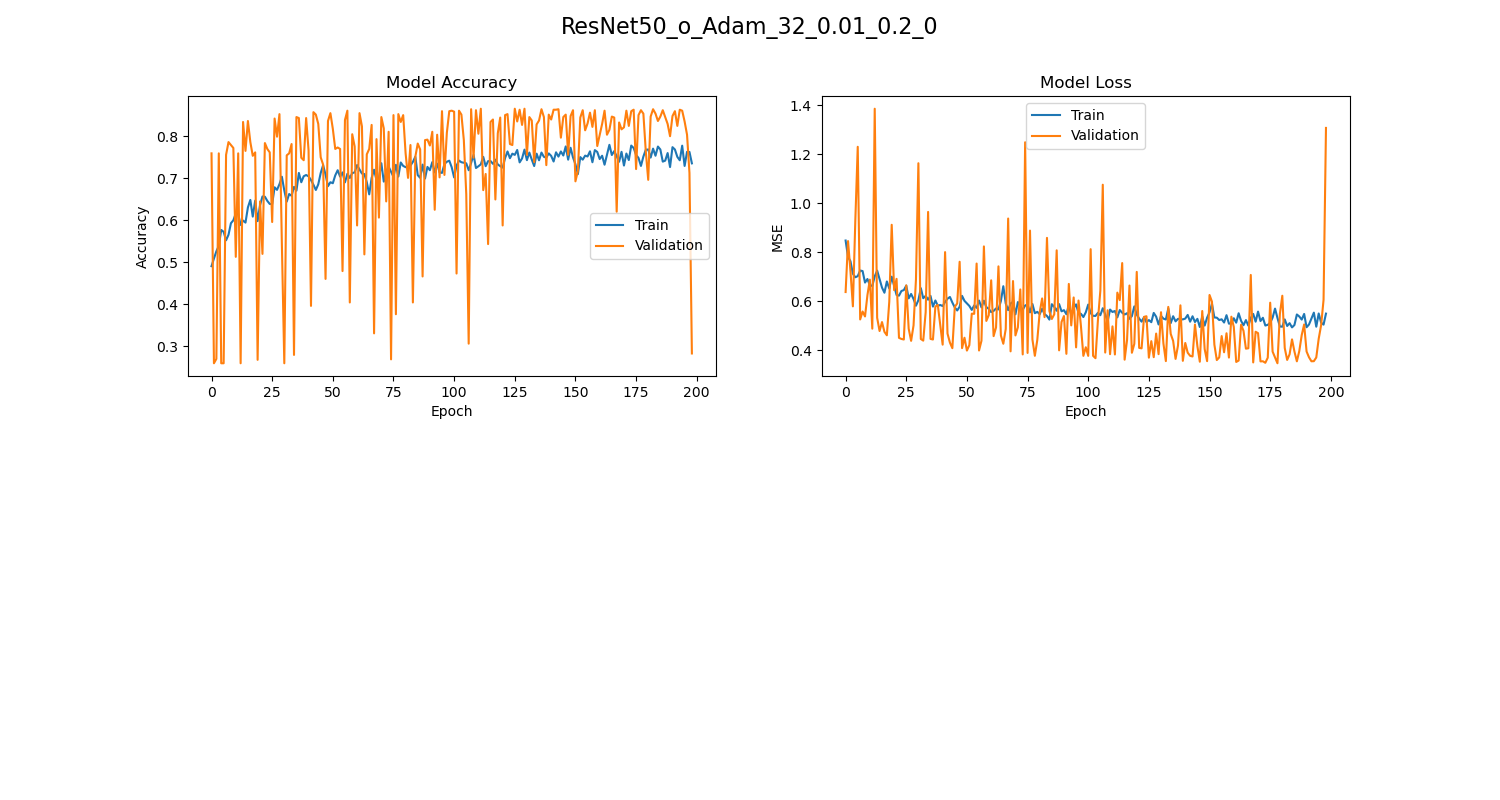 ResNet50_o_Adam_32_0.01_0.2_0
Model Accuracy
Accuracy
0.8
0.7
0.6
0.5
0.4
0.3
Train
Validation
0 25 50 75 100 125 150 175 200
Epoch
Model Loss
MSE
1.4
1.2
1.0
0.8
0.6
0.4
Train
Validation
0 25 50 75 100 125 150 175 200
Epoch